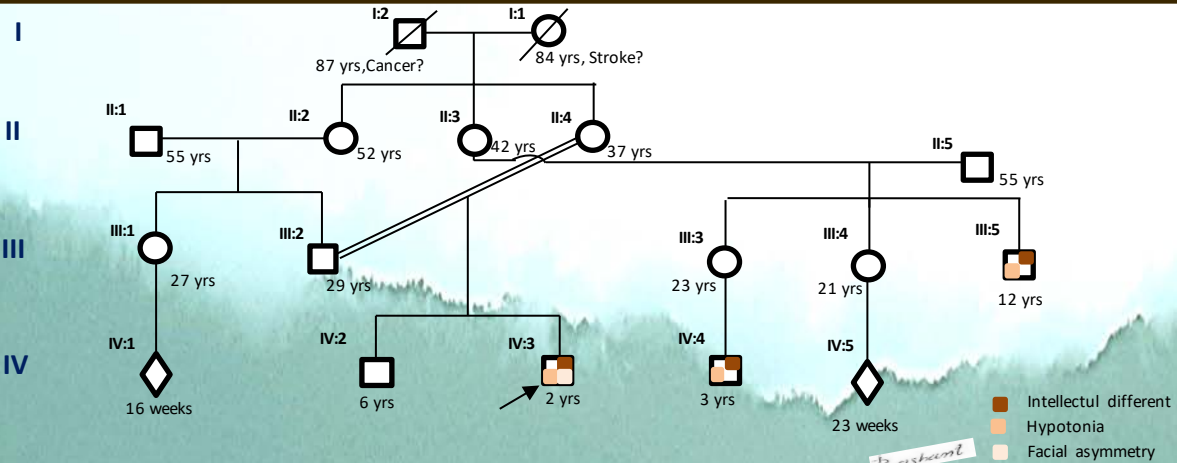 I
I:2
I:1
87 yrs,Cancer?
84 yrs, Stroke?
II
II:1
II:2
II:3
II:4
II:5
55 yrs
52 yrs
42 yrs
37 yrs
55 yrs
III
III:1
III:2
III:3
III:4
III:5
27 yrs
29 yrs
23 yrs
21 yrs
12 yrs
IV
IV:1
IV:2
IV:3
IV:4
IV:5
16 weeks
6 yrs
2 yrs
3 yrs
23 weeks
Intellectul different
Hypotonia
Facial asymmetry